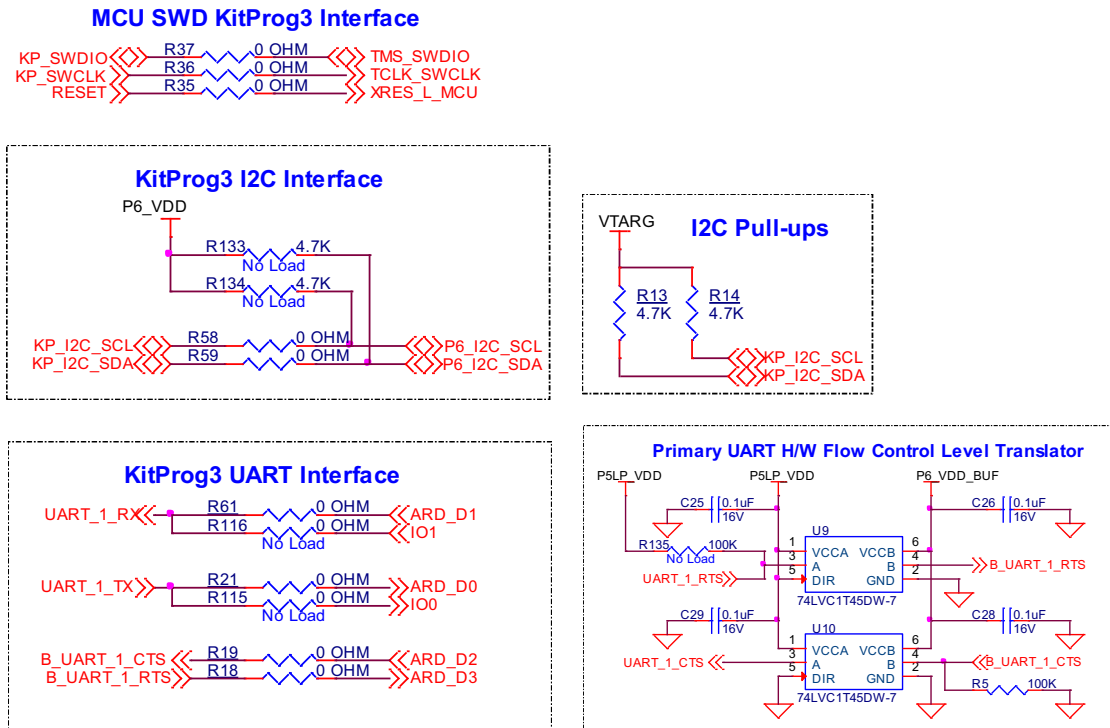 MCU SWD KitProg3 Interface
KP_SWDIO R37 0 OHM TMS_SWDIO
KP_SWCLK R36 0 OHM TCLK_SWCLK
RESET R35 0 OHM XRES_L_MCU
KitProg3 I2C Interface
P6_VDD
R133 4.7K
No Load
R134 4.7K
No Load
KP_I2C_SCL R58 0 OHM P6_I2C_SCL
KP_I2C_SDA R59 0 OHM P6_I2C_SDA
VTARG
I2C Pull-ups
R13 R14
4.7K 4.7K
KP_I2C_SCL
KP_I2C_SDA
KitProg3 UART Interface
UART_1_RX R61 0 OHM ARD_D1
R116 0 OHM IO1
No Load
UART_1_TX R21 0 OHM ARD_D0
R115 0 OHM IO0
No Load
B_UART_1_CTS R19 0 OHM ARD_D2
B_UART_1_RTS R18 0 OHM ARD_D3
Primary UART H/W Flow Control Level Translator
P5LP_VDD P5LP_VDD P6_VDD_BUF
C25 0.1uF C26 0.1uF
16V 16V
U9
R135 100K 1 VCCA VCCB 6
No Load 3 A B 4 B_UART_1_RTS
UART_1_RTS 5 DIR GND 2
74LVC1T45DW-7
C29 0.1uF C28 0.1uF
16V 16V
U10
1 VCCA VCCB 6
UART_1_CTS 3 A B 4 B_UART_1_CTS
5 DIR GND 2
R5 100K
74LVC1T45DW-7